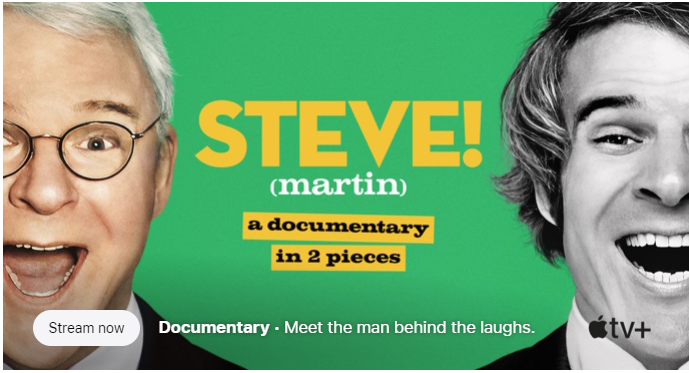 STEVE!
(martin)
a documentary
in 2 pieces
Stream now
Documentary · Meet the man behind the laughs.
tv+